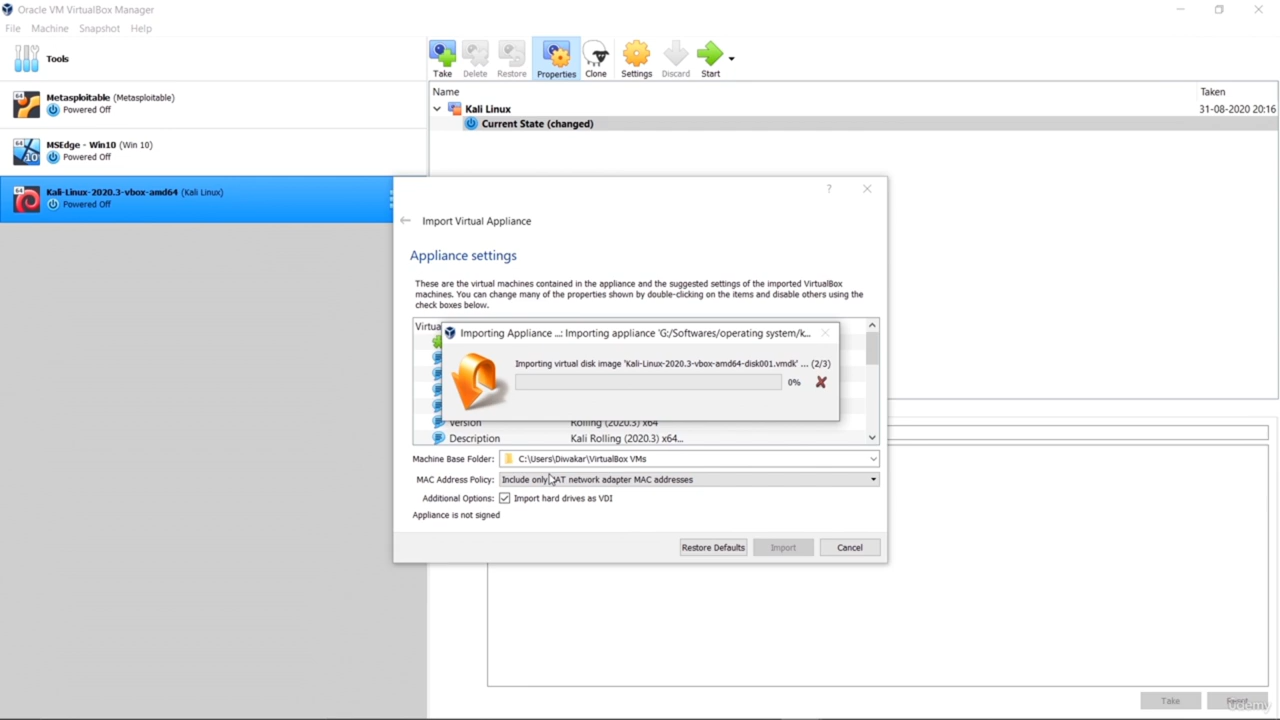 Oracle VM VirtualBox Manager
File Machine Snapshot Help
Tools
Take Delete Restore Properties Clone Settings Discard Start
64 Metasploitable (Metasploitable)
Powered Off
64 MSEdge - Win10 (Win 10)
10 Powered Off
64 Kali-Linux-2020.3-vbox-amd64 (Kali Linux)
Powered Off
Name Taken
Kali Linux 31-08-2020 20:16
Current State (changed)
?
Import Virtual Appliance
Appliance settings
These are the virtual machines contained in the appliance and the suggested settings of the imported VirtualBox
machines. You can change many of the properties shown by double-clicking on the items and disable others using the
check boxes below.
Virtua
Importing Appliance ...: Importing appliance 'G:/Softwares/operating system/k...
Importing virtual disk image 'Kali-Linux-2020.3-vbox-amd64-disk001.vmdk' ... (2/3)
0%
Version Rolling (2020.3) x64
Description Kali Rolling (2020.3) x64...
Machine Base Folder: C:\Users\Diwakar\VirtualBox VMs
MAC Address Policy: Include only NAT network adapter MAC addresses
Additional Options: Import hard drives as VDI
Appliance is not signed
Restore Defaults Import Cancel
Take
udemy